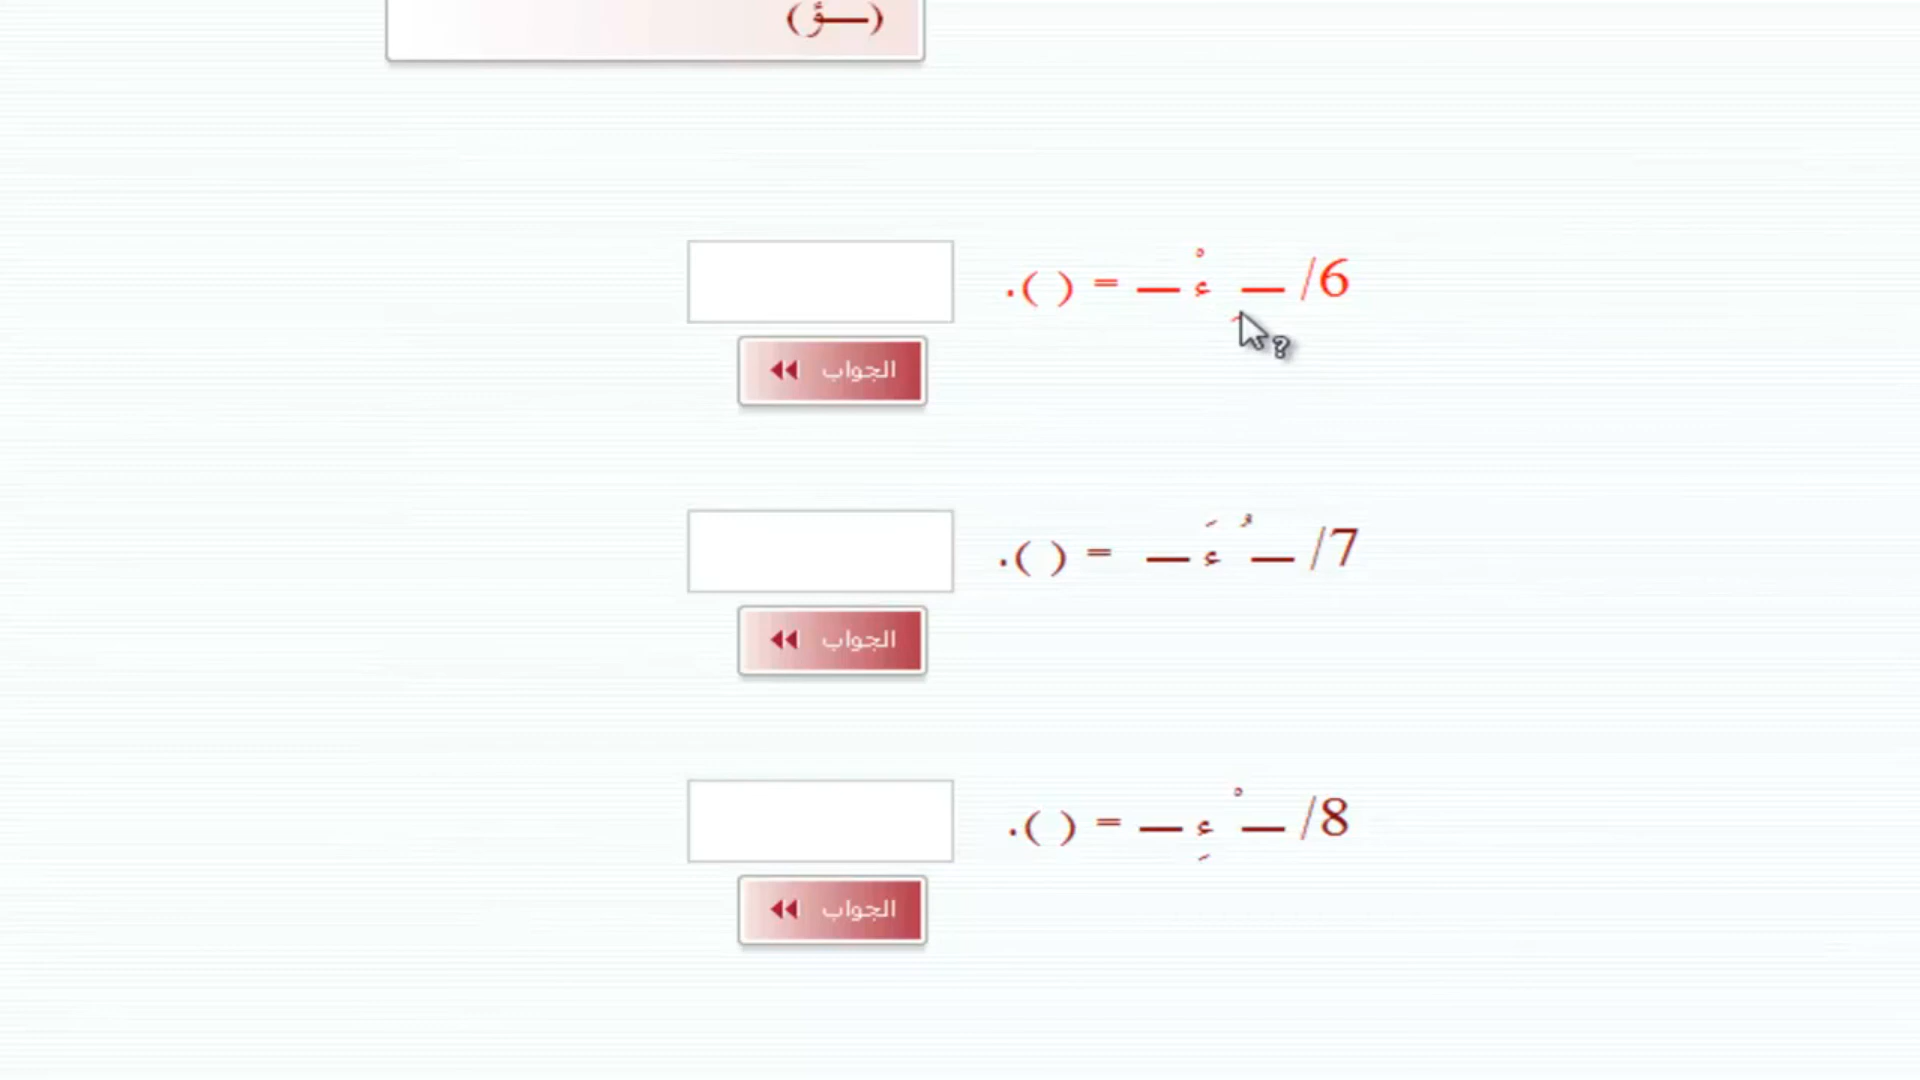 (ـــؤَ)
6/ ـــِ ءْ ـــ = ( ).
الجواب
7/ ـــُ ءَ ـــ = ( ).
الجواب
8/ ـــْ ءِ ـــ = ( ).
الجواب